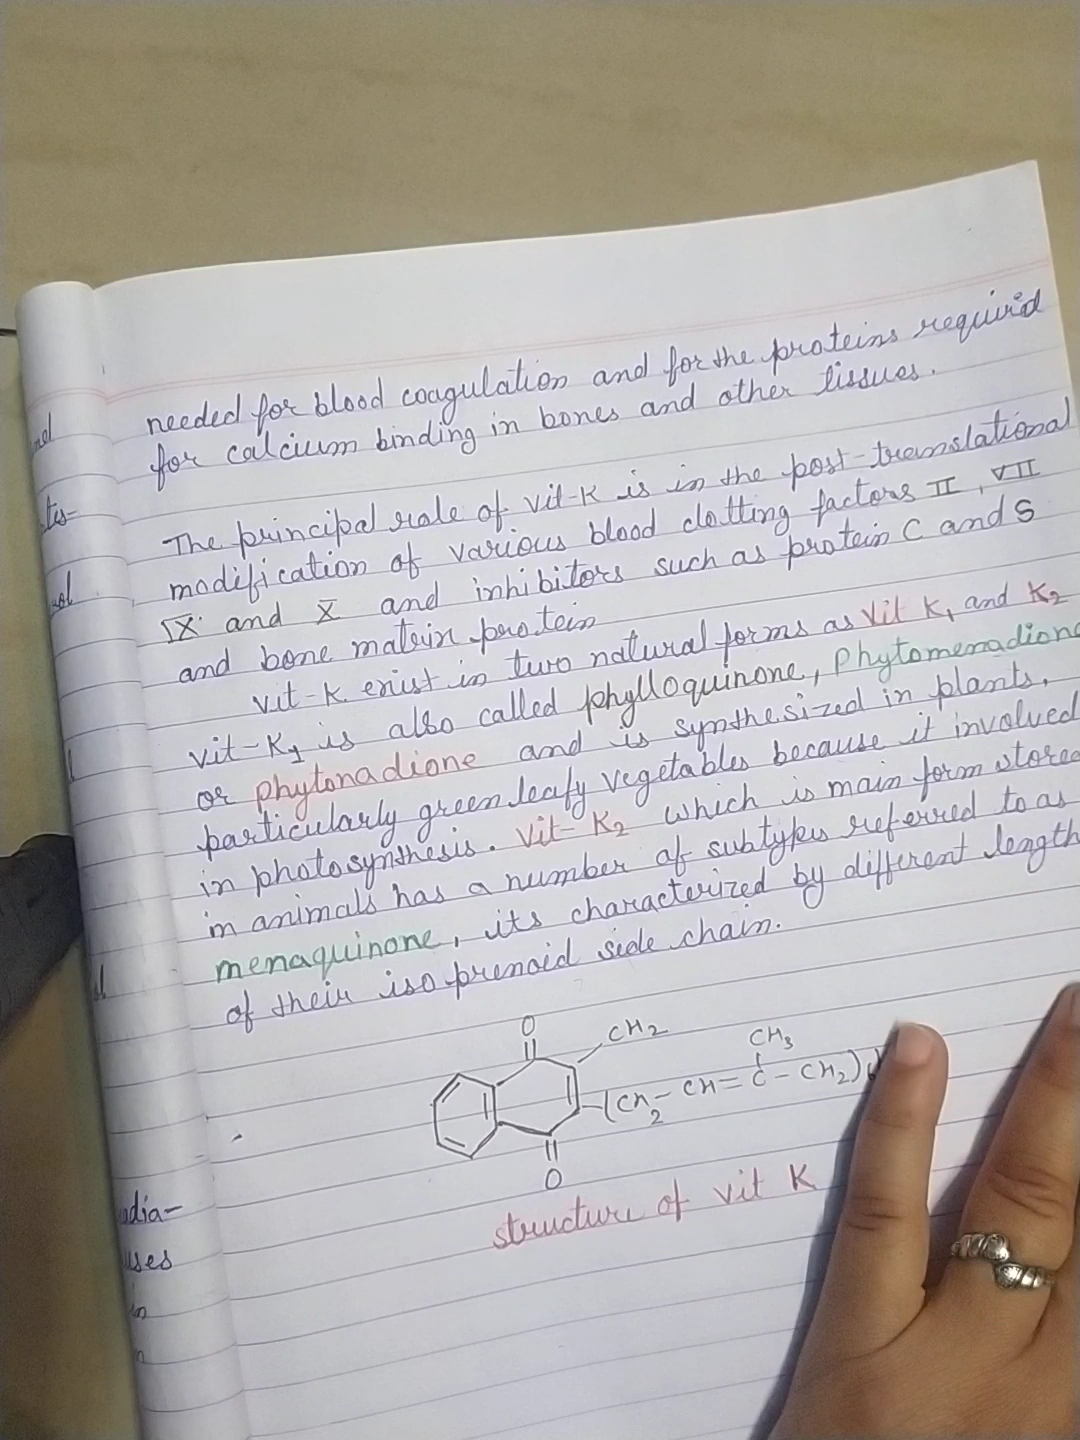 needed for blood coagulation and for the proteins required
for calcium binding in bones and other tissues.
The principal role of vit-K is in the post-translational
modification of various blood clotting factors II, VII
IX and X and inhibitors such as protein C and S
and bone matrin protein
vit-K exist in two natural forms as Vit K1 and K2
vit-K1 is also called phylloquinone, Phytomenadione
or phytonadione and is synthesized in plants,
particularly green leafy vegetables because it involved
in photosynthesis. Vit-K2 which is main form stored
in animals has a number of subtypes referred to as
menaquinone, its characterized by different length
of their isoprenoid side chain.
O
CH2
CH3
(CH2-CH=C-CH2)
O
structure of vit K
tes-
adia-
uses
in